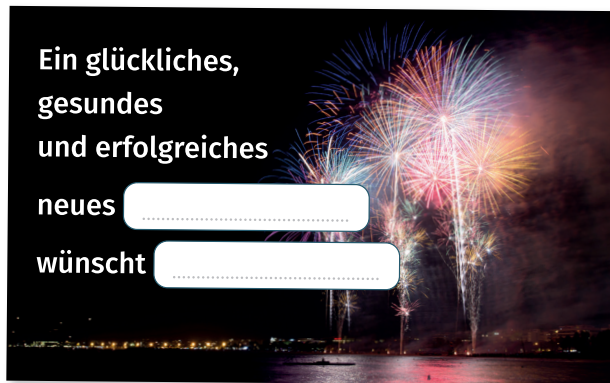 Ein glückliches,
gesundes
und erfolgreiches
neues ........................................
wünscht ........................................